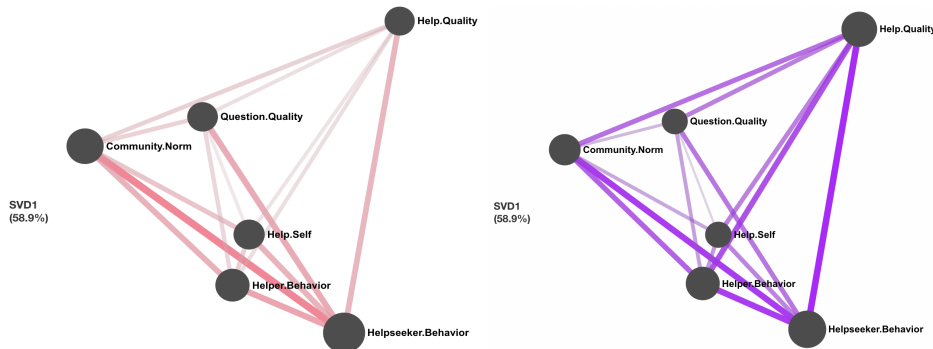 Help.Quality
Question.Quality
Community.Norm
SVD1
(58.9%)
Help.Self
Helper.Behavior
Helpseeker.Behavior
Help.Quality
Question.Quality
Community.Norm
SVD1
(58.9%)
Help.Self
Helper.Behavior
Helpseeker.Behavior